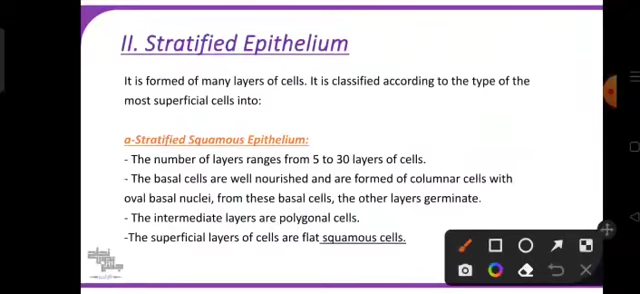 II. Stratified Epithelium
It is formed of many layers of cells. It is classified according to the type of the
most superficial cells into:
a-Stratified Squamous Epithelium:
- The number of layers ranges from 5 to 30 layers of cells.
- The basal cells are well nourished and are formed of columnar cells with
oval basal nuclei, from these basal cells, the other layers germinate.
- The intermediate layers are polygonal cells.
-The superficial layers of cells are flat squamous cells.